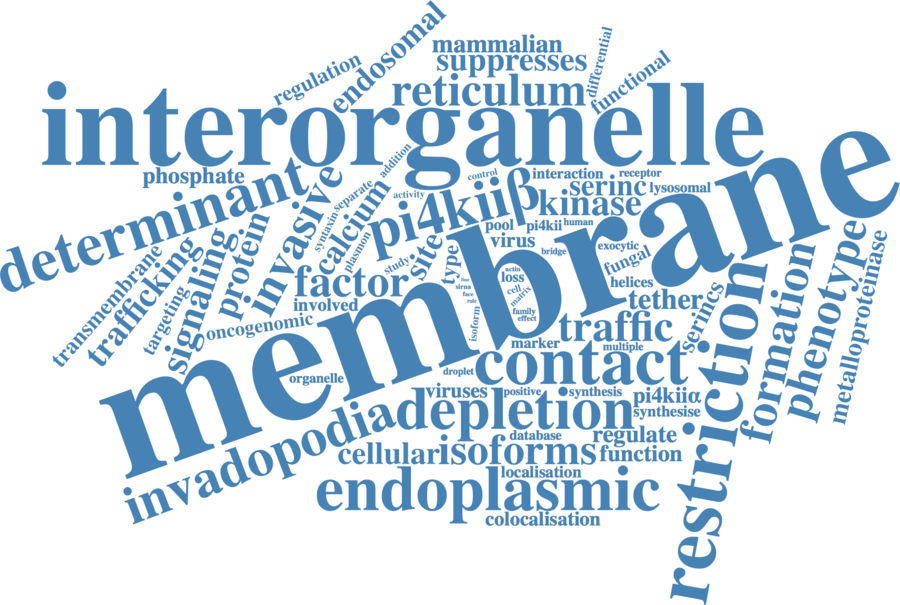 endosomal
regulation
mammalian
suppresses
differential
functional
reticulum
interorganelle
phosphate
determinant
invasive
addition
separate
syntaxin
calcium
plasmon
activity
control
pi4kiiβ
interaction
receptor
serinc
lysosomal
kinase
pool
pi4kii
human
virus
bridge
exocytic
fungal
helices
membrane
transmembrane
trafficking
targeting
signaling
protein
oncogenomic
factor
involved
study
site
type
isoform
sirna
face
role
actin
loss
cell
matrix
family
effect
tether
traffic
serincs
marker
multiple
contact
droplet
organelle
restriction
formation
phenotype
metalloproteinase
invadopodia
viruses
positive
synthesis
pi4kiiα
depletion
synthesise
database
regulate
cellular
isoforms
function
localisation
endoplasmic
colocalisation